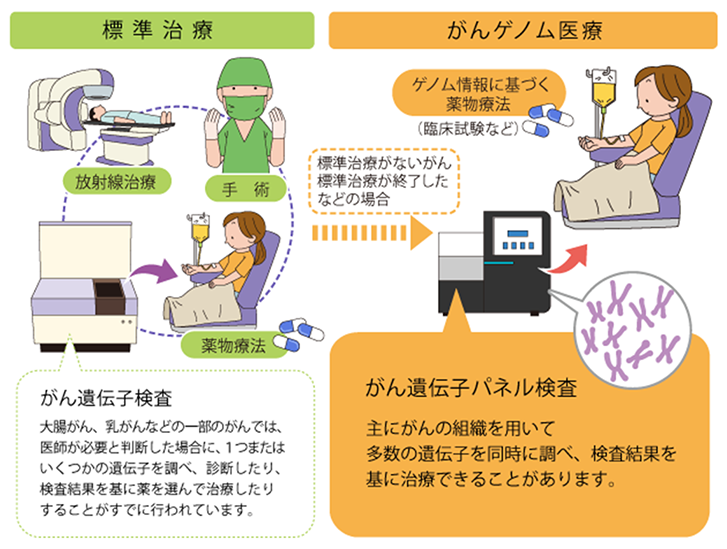 標準治療
がんゲノム医療
放射線治療
手術
薬物療法
ゲノム情報に基づく
薬物療法
（臨床試験など）
標準治療がないがん
標準治療が終了した
などの場合
がん遺伝子検査
大腸がん、乳がんなどの一部のがんでは、
医師が必要と判断した場合に、1つまたは
いくつかの遺伝子を調べ、診断したり、
検査結果を基に薬を選んで治療したり
することがすでに行われています。
がん遺伝子パネル検査
主にがんの組織を用いて
多数の遺伝子を同時に調べ、検査結果を
基に治療できることがあります。